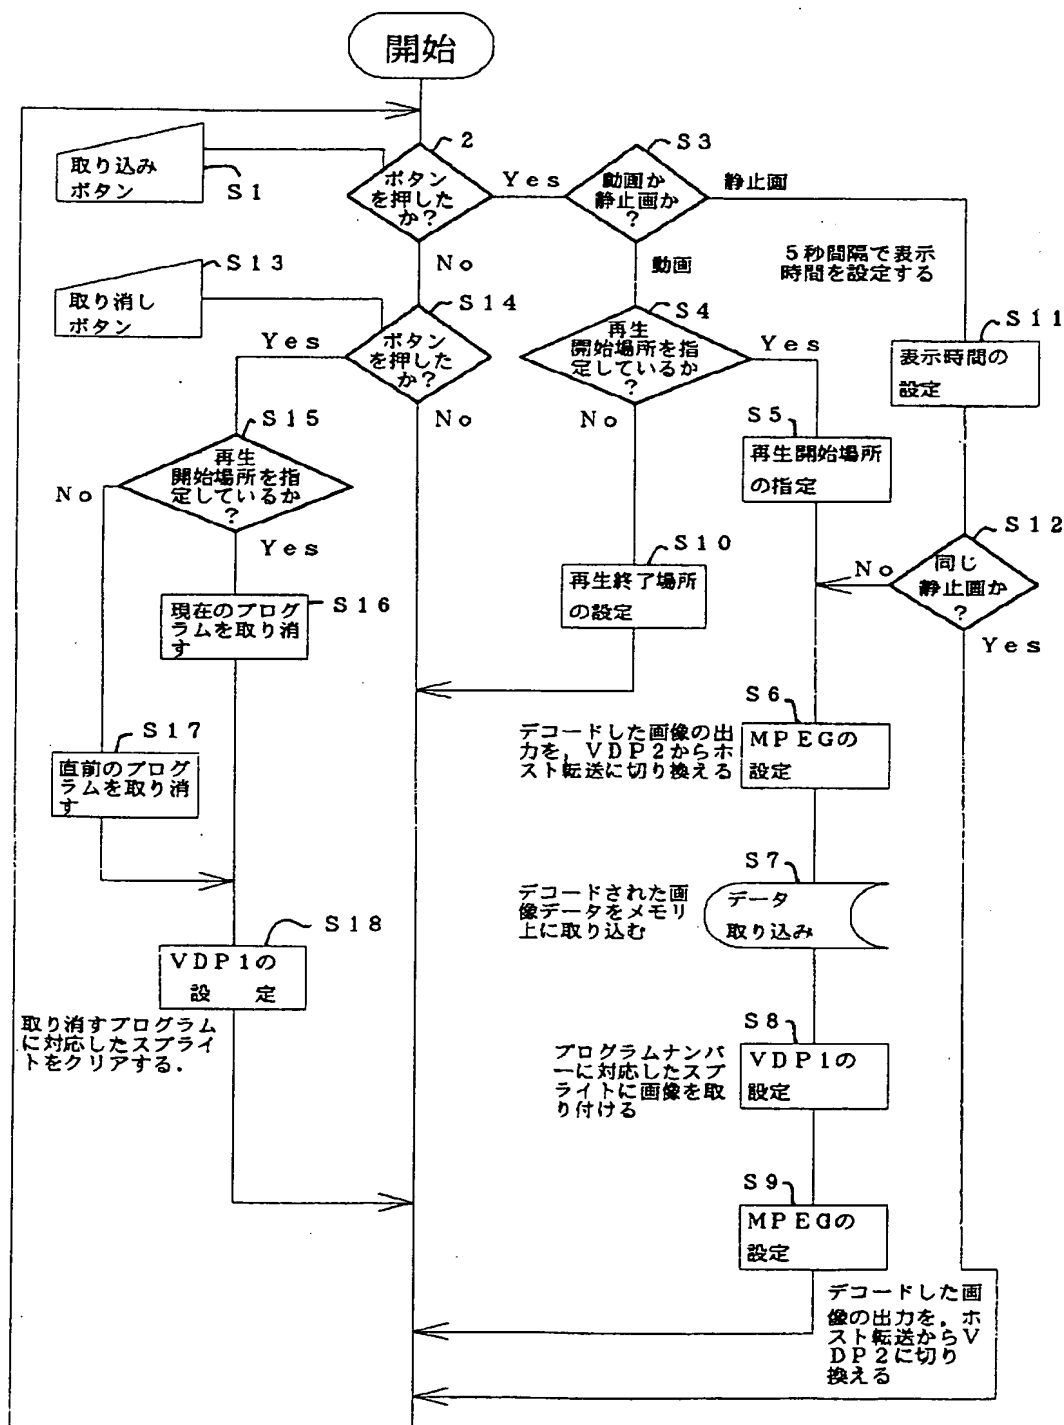 開始
取り込み
ボタン
S1
2
ボタン
を押した
か？
Yes
No
S3
動画か
静止画か
？
静止画
動画
5秒間隔で表示
時間を設定する
S11
表示時間の
設定
S13
取り消し
ボタン
S14
ボタン
を押した
か？
Yes
No
S4
再生
開始場所を指
定しているか
？
Yes
No
S5
再生開始場所
の指定
S15
再生
開始場所を指
定しているか
？
No
Yes
S10
再生終了場所
の設定
S12
同じ
静止画か
？
No
Yes
S16
現在のプログ
ラムを取り消
す
S17
直前のプログ
ラムを取り消
す
S6
デコードした画像の出
力を，VDP2からホ
スト転送に切り換える
MPEGの
設定
S7
デコードされた画
像データをメモリ
上に取り込む
データ
取り込み
S18
VDP1の
設　定
取り消すプログラム
に対応したスプライ
トをクリアする．
S8
プログラムナンバ
ーに対応したスプ
ライトに画像を取
り付ける
VDP1の
設定
S9
MPEGの
設定
デコードした画
像の出力を，ホ
スト転送からV
DP2に切り
換える